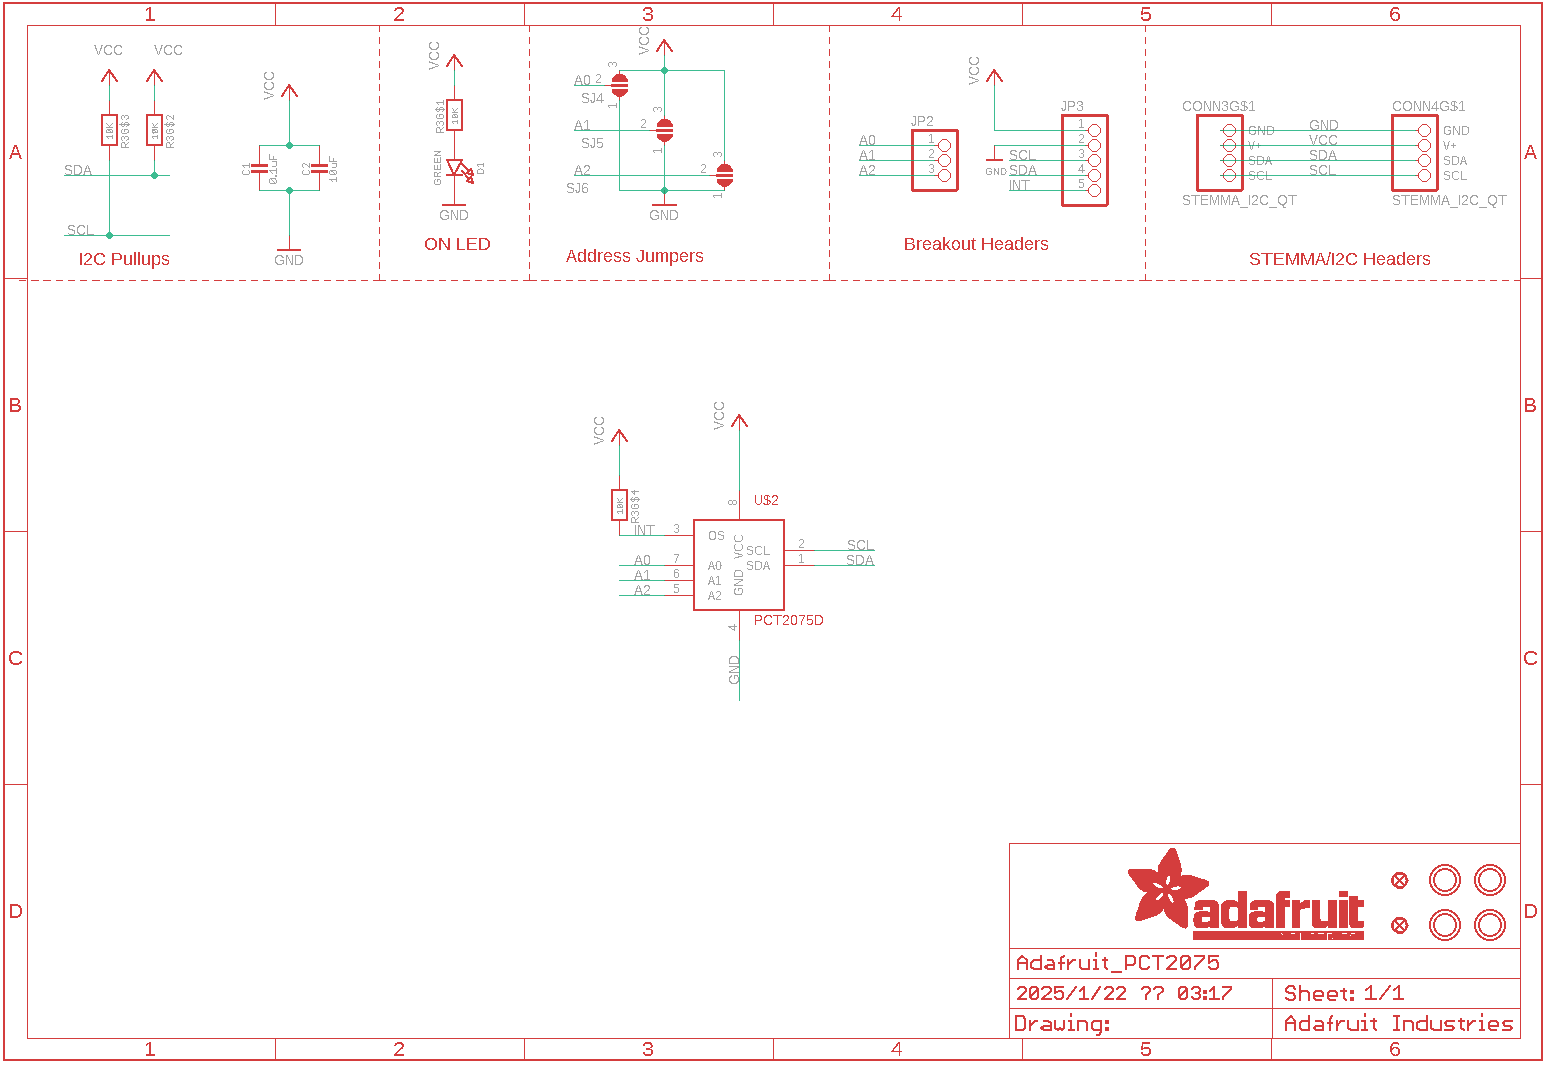 1 2 3 4 5 6
A
VCC VCC
10K R3G$3
10K R3G$2
SDA
SCL
I2C Pullups
VCC
C1 0.1uF
C2 10uF
GND
VCC
R3G$1 10K
GREEN D1
GND
ON LED
VCC
A0 2 3
SJ4 1
A1 2 3
SJ5 1
A2 2 3
SJ6 1
GND
Address Jumpers
JP2
A0 1
A1 2
A2 3
VCC
JP3
1
2
SCL 3
GND SDA 4
INT 5
Breakout Headers
CONN3G$1 CONN4G$1
GND GND GND
V+ VCC V+
SDA SDA SDA
SCL SCL SCL
STEMMA_I2C_QT STEMMA_I2C_QT
STEMMA/I2C Headers
A
B
VCC VCC
10K R3G$4
8 U$2
INT 3 OS VCC
SCL 2 SCL
A0 7 A0 SDA 1 SDA
A1 6 A1 GND
A2 5 A2
4 PCT2075D
GND
B
C
C
D
adafruit
D
Adafruit_PCT2075
2025/1/22 ?? 03:17 Sheet: 1/1
Drawing: Adafruit Industries
1 2 3 4 5 6